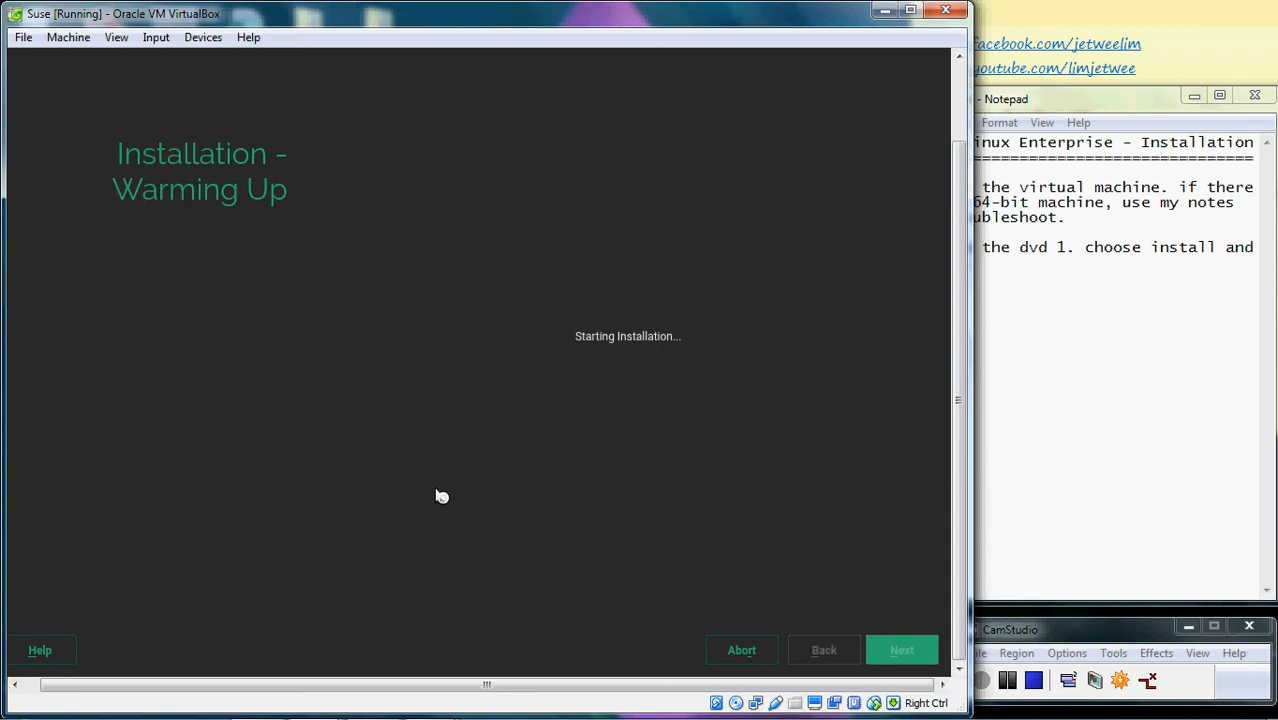 Suse [Running] - Oracle VM VirtualBox
File Machine View Input Devices Help
Installation -
Warming Up
Starting Installation...
Help
Abort
Back
Next
Right Ctrl
facebook.com/jetweelim
youtube.com/limjetwee
- Notepad
Format View Help
inux Enterprise - Installation
==============================
the virtual machine. if there
64-bit machine, use my notes
ubleshoot.
the dvd 1. choose install and
CamStudio
ile Region Options Tools Effects View Help